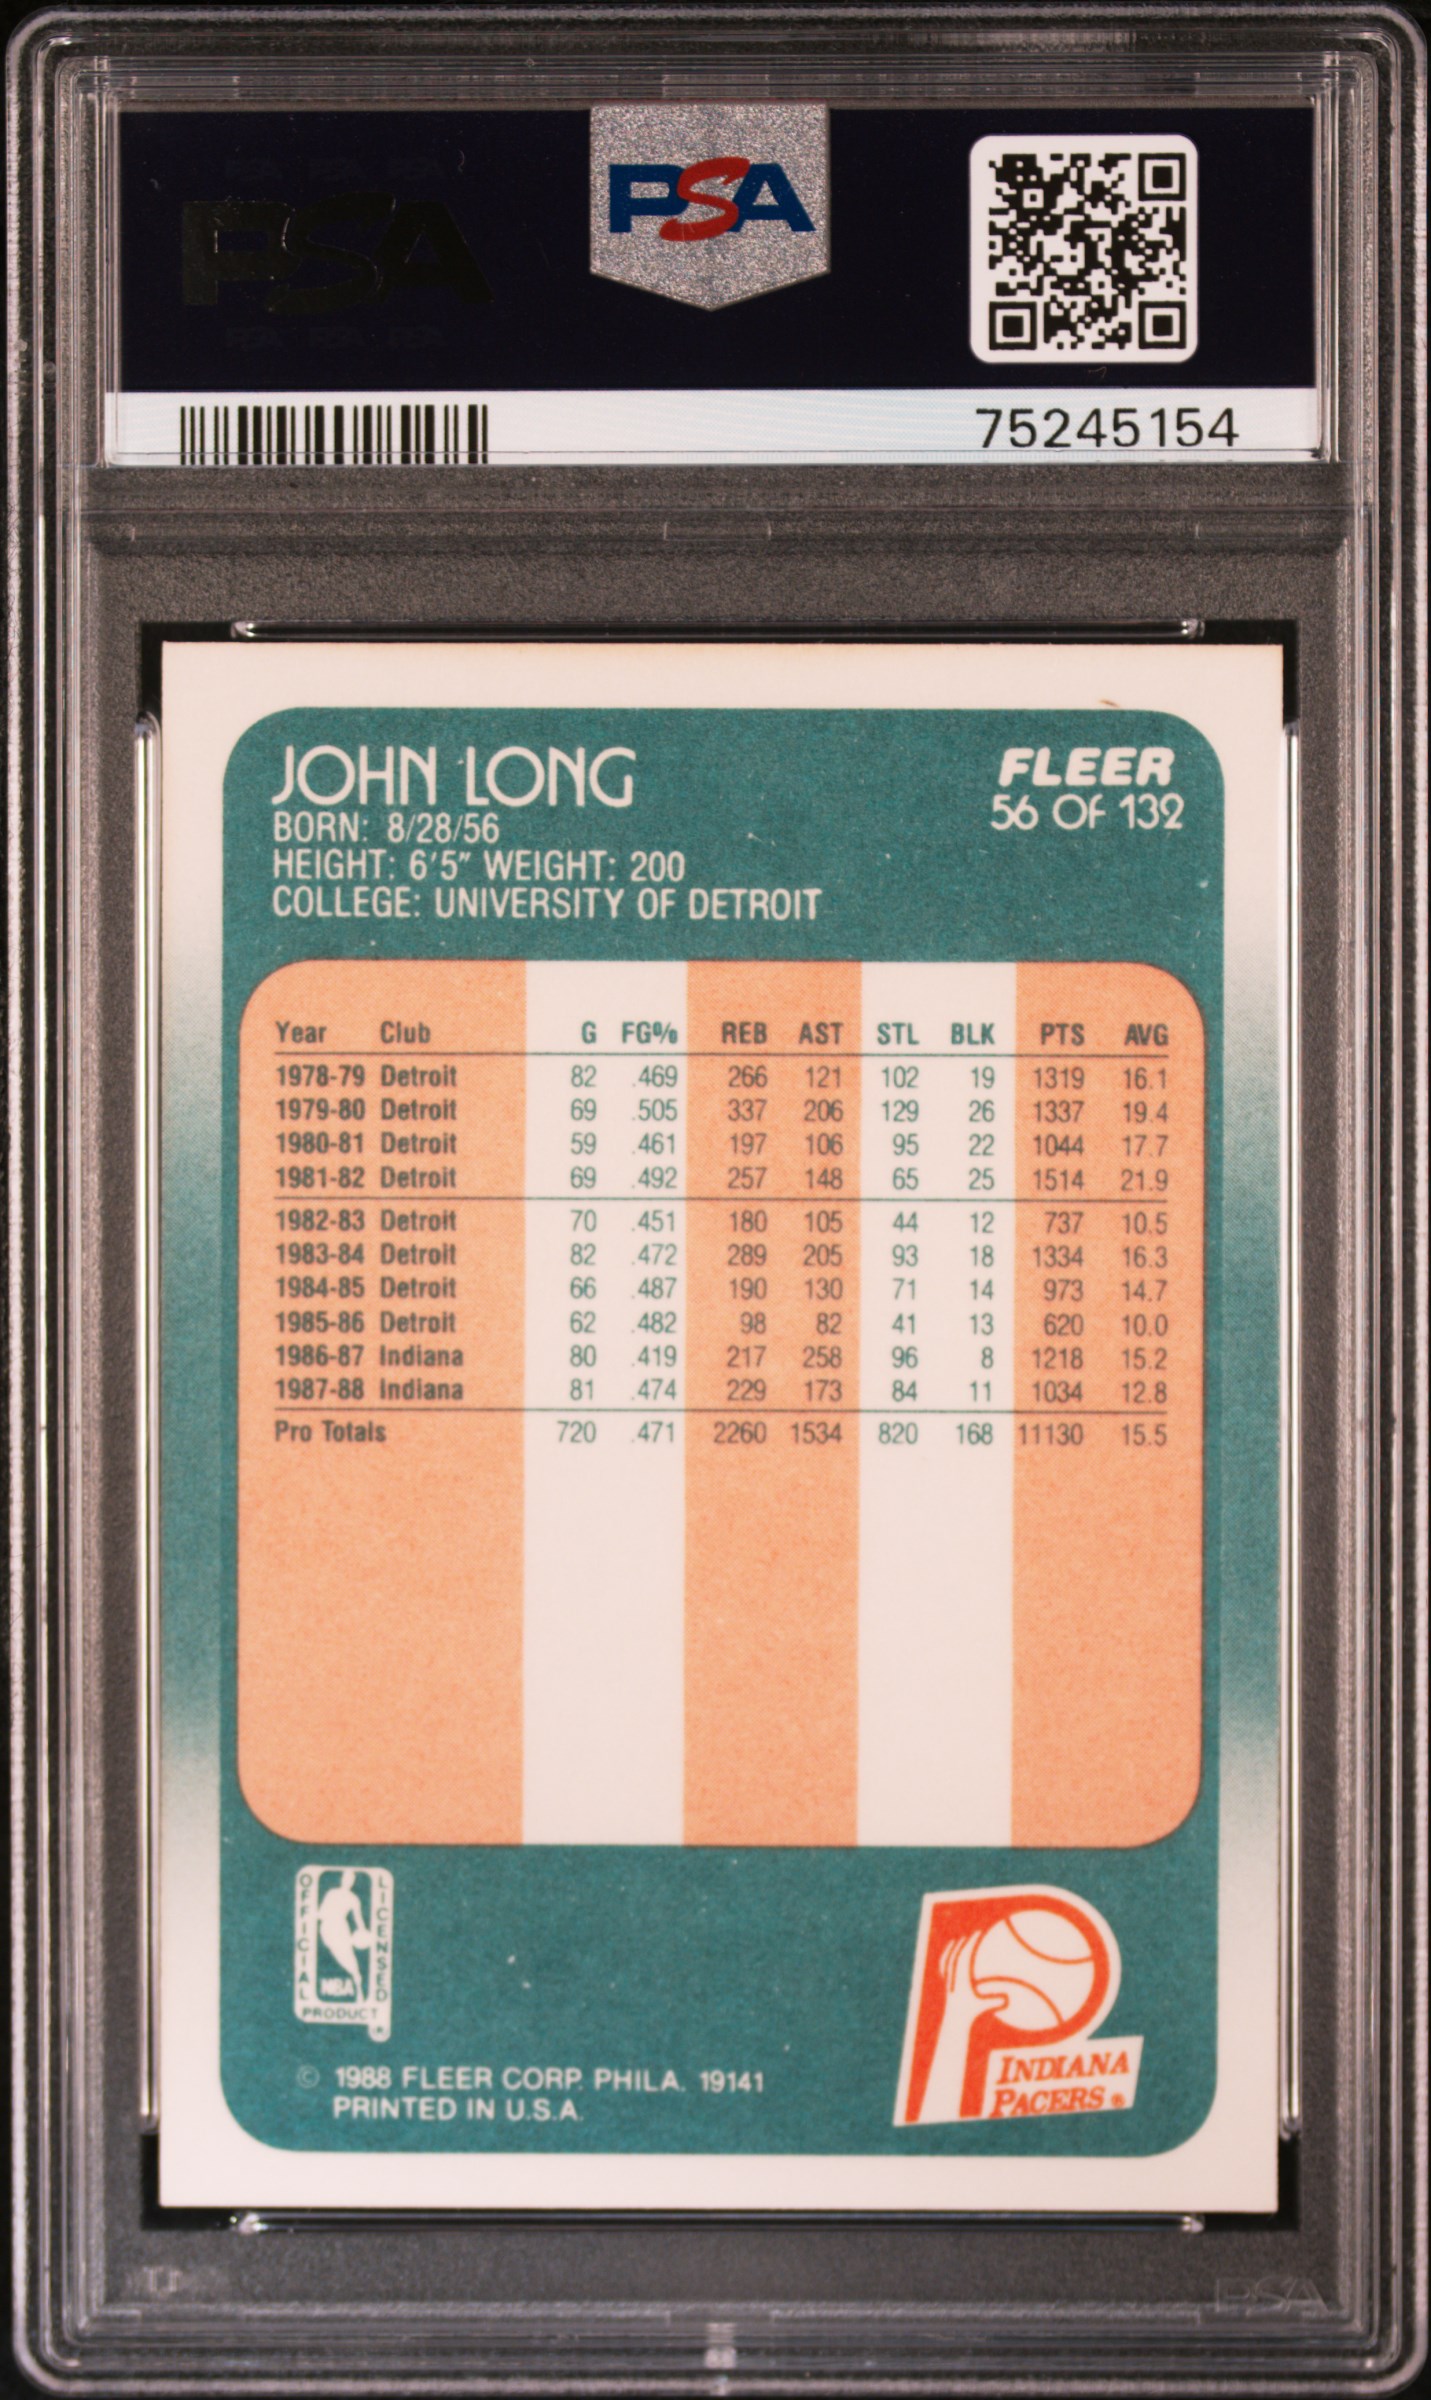 PSA
PSA
75245154
JOHN LONG
FLEER
BORN: 8/28/56
56 OF 132
HEIGHT: 6'5" WEIGHT: 200
COLLEGE: UNIVERSITY OF DETROIT
Year Club G FG% REB AST STL BLK PTS AVG
1978-79 Detroit 82 .469 266 121 102 19 1319 16.1
1979-80 Detroit 69 .505 337 206 129 26 1337 19.4
1980-81 Detroit 59 .461 197 106 95 22 1044 17.7
1981-82 Detroit 69 .492 257 148 65 25 1514 21.9
1982-83 Detroit 70 .451 180 105 44 12 737 10.5
1983-84 Detroit 82 .472 289 205 93 18 1334 16.3
1984-85 Detroit 66 .487 190 130 71 14 973 14.7
1985-86 Detroit 62 .482 98 82 41 13 620 10.0
1986-87 Indiana 80 .419 217 258 96 8 1218 15.2
1987-88 Indiana 81 .474 229 173 84 11 1034 12.8
Pro Totals 720 .471 2260 1534 820 168 11130 15.5
OFFICIAL
LICENSED
NBA
PRODUCT
INDIANA
PACERS ®
© 1988 FLEER CORP. PHILA. 19141
PRINTED IN U.S.A.
PSA